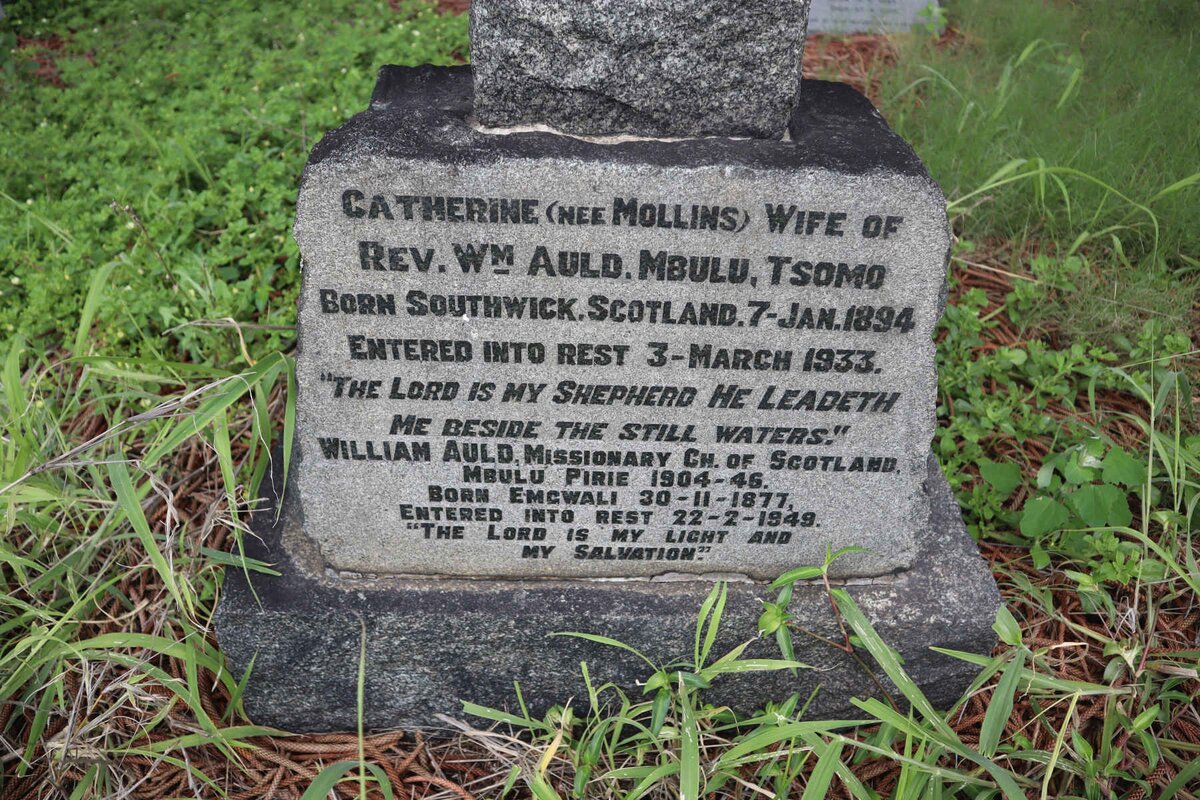 CATHERINE (NEE MOLLINS) WIFE OF
REV. WM AULD. MBULU, TSOMO
BORN SOUTHWICK. SCOTLAND. 7-JAN. 1894
ENTERED INTO REST 3-MARCH 1933.
"THE LORD IS MY SHEPHERD HE LEADETH
ME BESIDE THE STILL WATERS."
WILLIAM AULD, MISSIONARY CH. OF SCOTLAND,
MBULU PIRIE 1904-46.
BORN EMGWALI 30-11-1877,
ENTERED INTO REST 22-2-1949.
"THE LORD IS MY LIGHT AND
MY SALVATION"